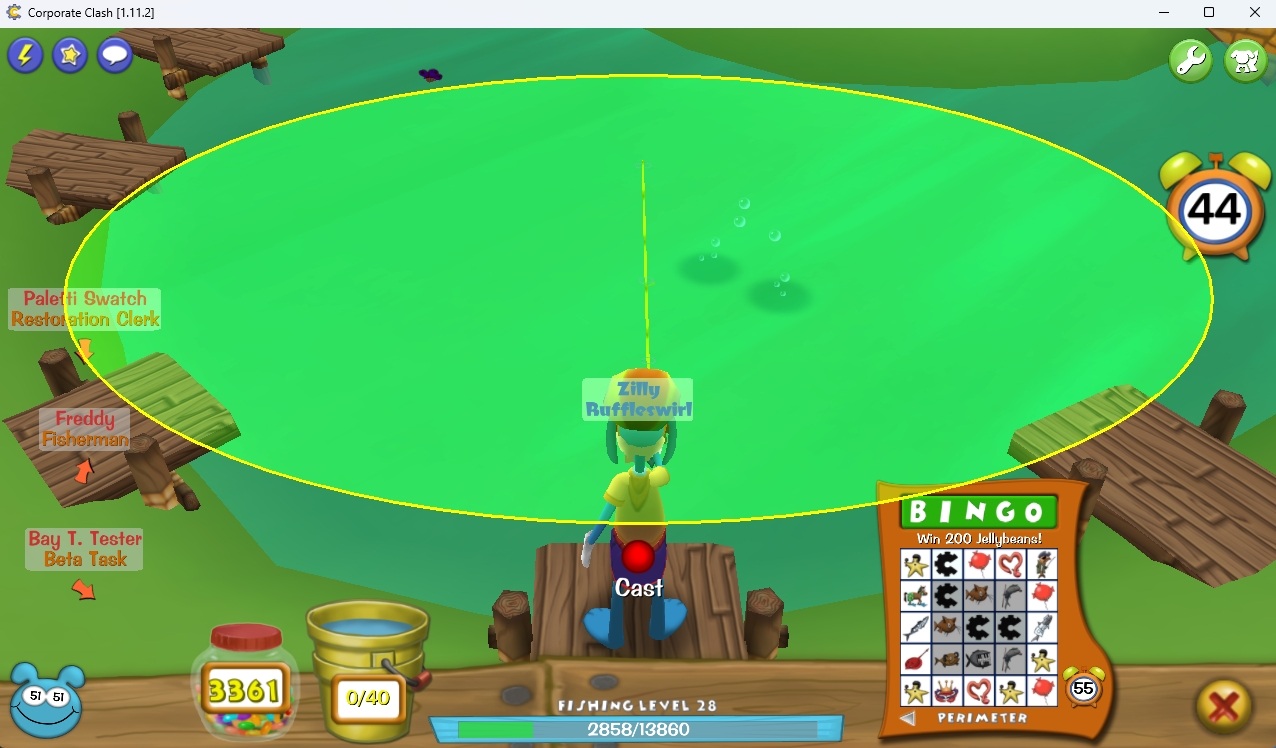 Corporate Clash [1.11.2]
44
Paletti Swatch
Restoration Clerk
Zilly
Ruffleswirl
Freddy
Fisherman
Bay T. Tester
Beta Task
Cast
BINGO
Win 200 Jellybeans!
55
PERIMETER
51 51
3361
0/40
FISHING LEVEL 28
2858/13860